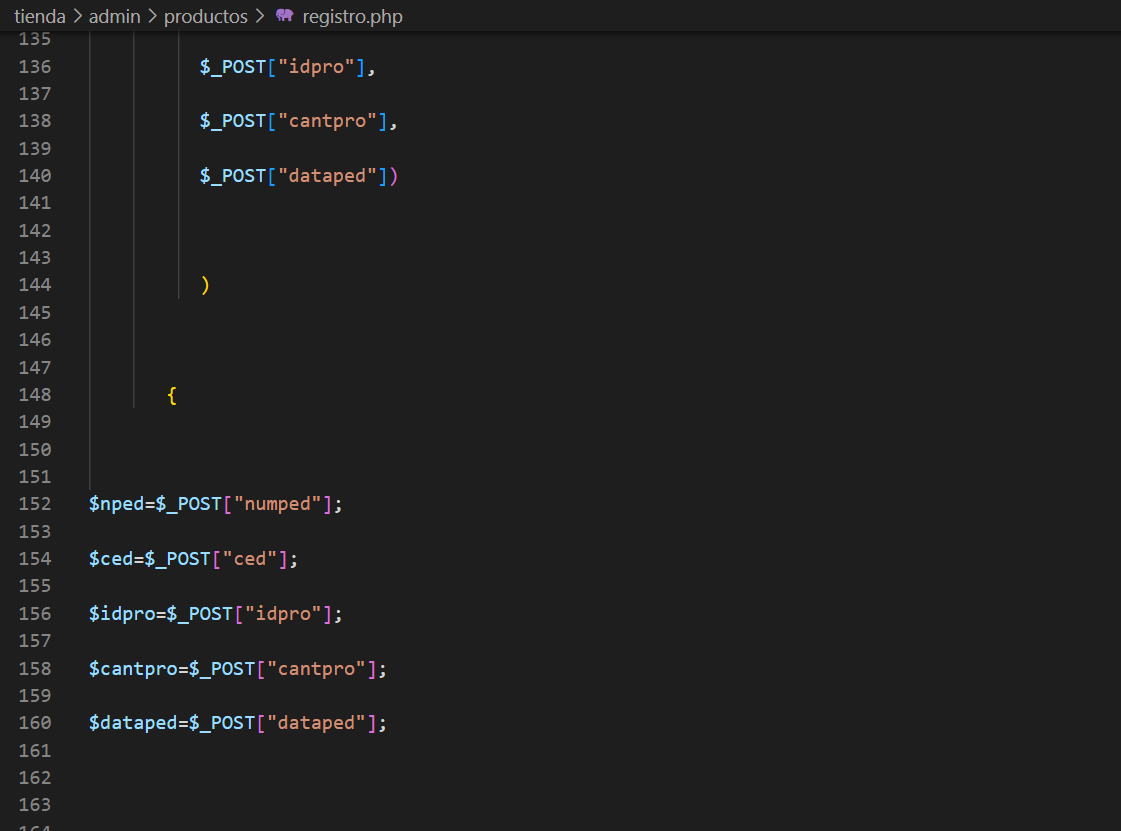 tienda > admin > productos > registro.php
135
136 $_POST["idpro"],
137
138 $_POST["cantpro"],
139
140 $_POST["dataped"])
141
142
143
144 )
145
146
147
148 {
149
150
151
152 $nped=$_POST["numped"];
153
154 $ced=$_POST["ced"];
155
156 $idpro=$_POST["idpro"];
157
158 $cantpro=$_POST["cantpro"];
159
160 $dataped=$_POST["dataped"];
161
162
163
164